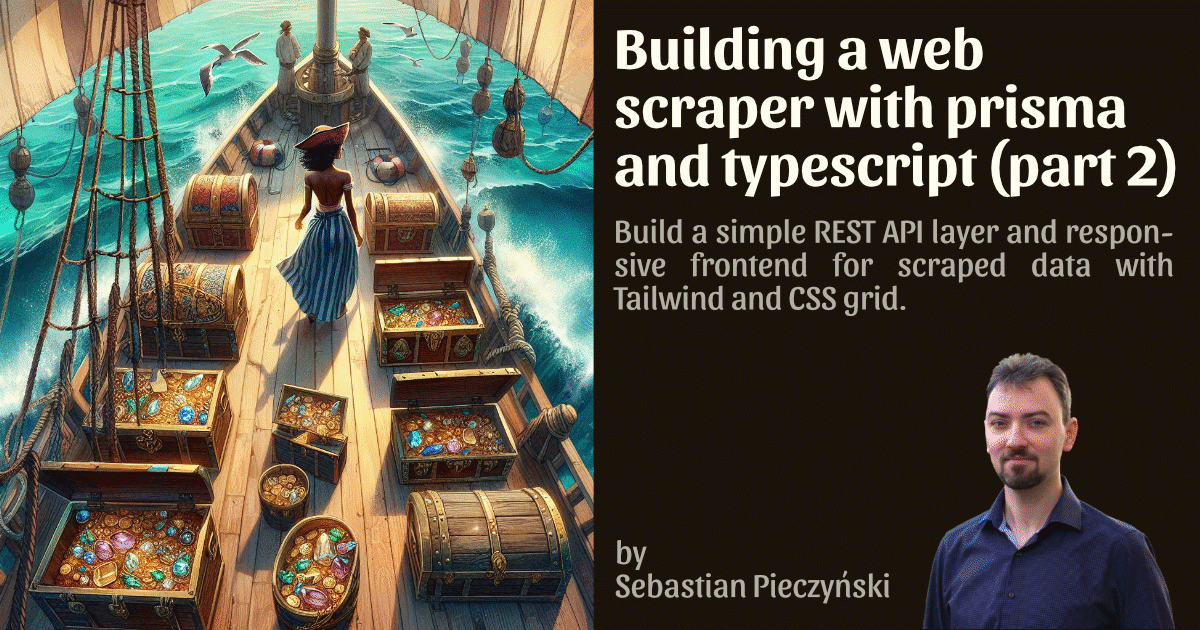 Building a web
scraper with prisma
and typescript (part 2)
Build a simple REST API layer and respon-
sive frontend for scraped data with
Tailwind and CSS grid.
by
Sebastian Pieczyński